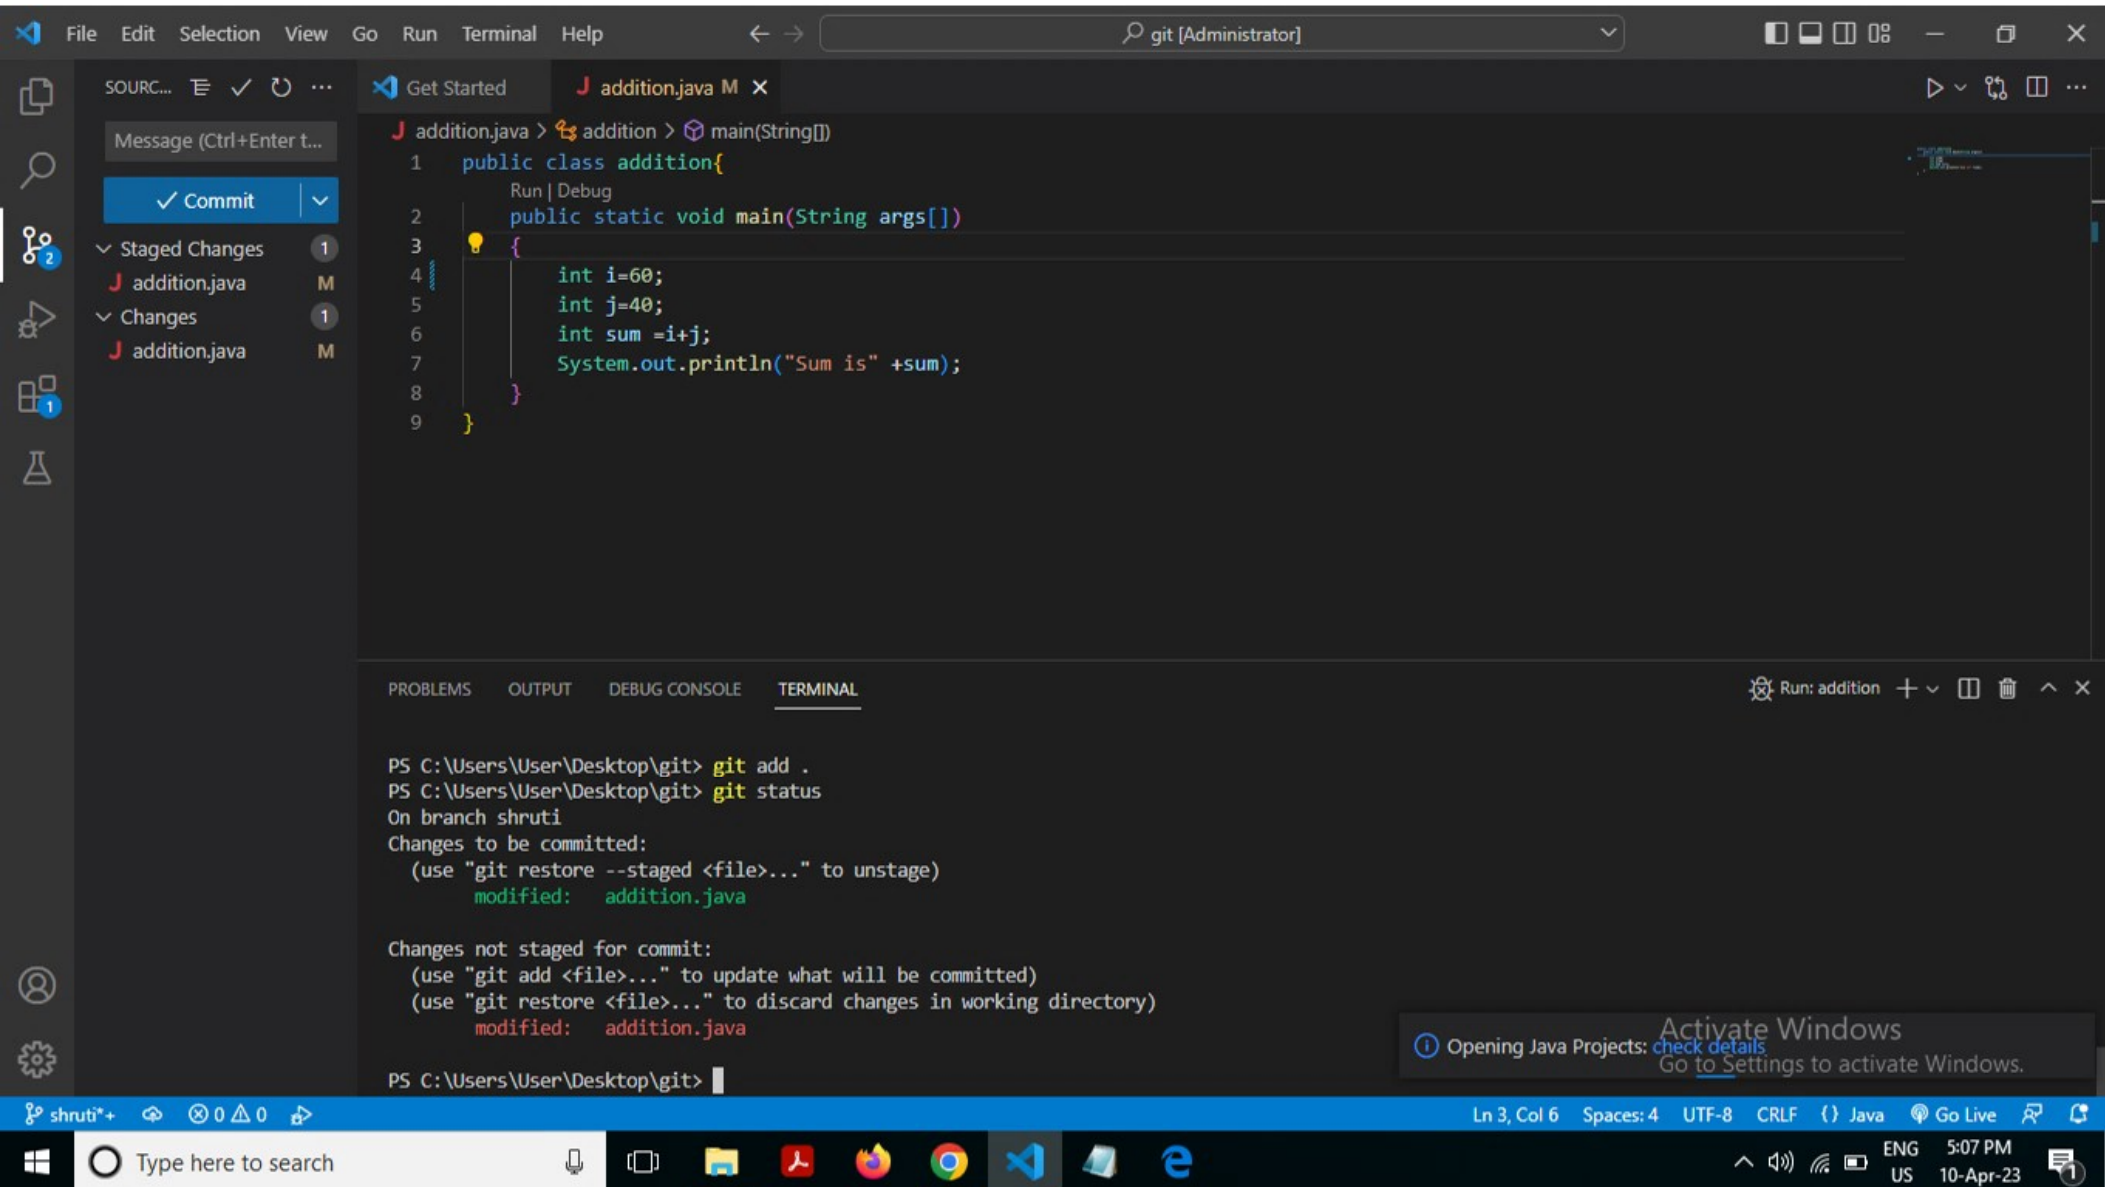 File Edit Selection View Go Run Terminal Help
git [Administrator]
SOURC...
Get Started
J addition.java M
Message (Ctrl+Enter t...
J addition.java > addition > main(String[])
Commit
Staged Changes 1
J addition.java M
Changes 1
J addition.java M
2
1
1 public class addition{
Run | Debug
2 public static void main(String args[])
3 {
4 int i=60;
5 int j=40;
6 int sum =i+j;
7 System.out.println("Sum is" +sum);
8 }
9 }
PROBLEMS OUTPUT DEBUG CONSOLE TERMINAL
Run: addition
PS C:\Users\User\Desktop\git> git add .
PS C:\Users\User\Desktop\git> git status
On branch shruti
Changes to be committed:
(use "git restore --staged <file>..." to unstage)
modified: addition.java
Changes not staged for commit:
(use "git add <file>..." to update what will be committed)
(use "git restore <file>..." to discard changes in working directory)
modified: addition.java
PS C:\Users\User\Desktop\git>
Opening Java Projects: check details
Activate Windows
Go to Settings to activate Windows.
shruti*+ 0 0
Ln 3, Col 6 Spaces: 4 UTF-8 CRLF {} Java Go Live
Type here to search
ENG
US
5:07 PM
10-Apr-23
1